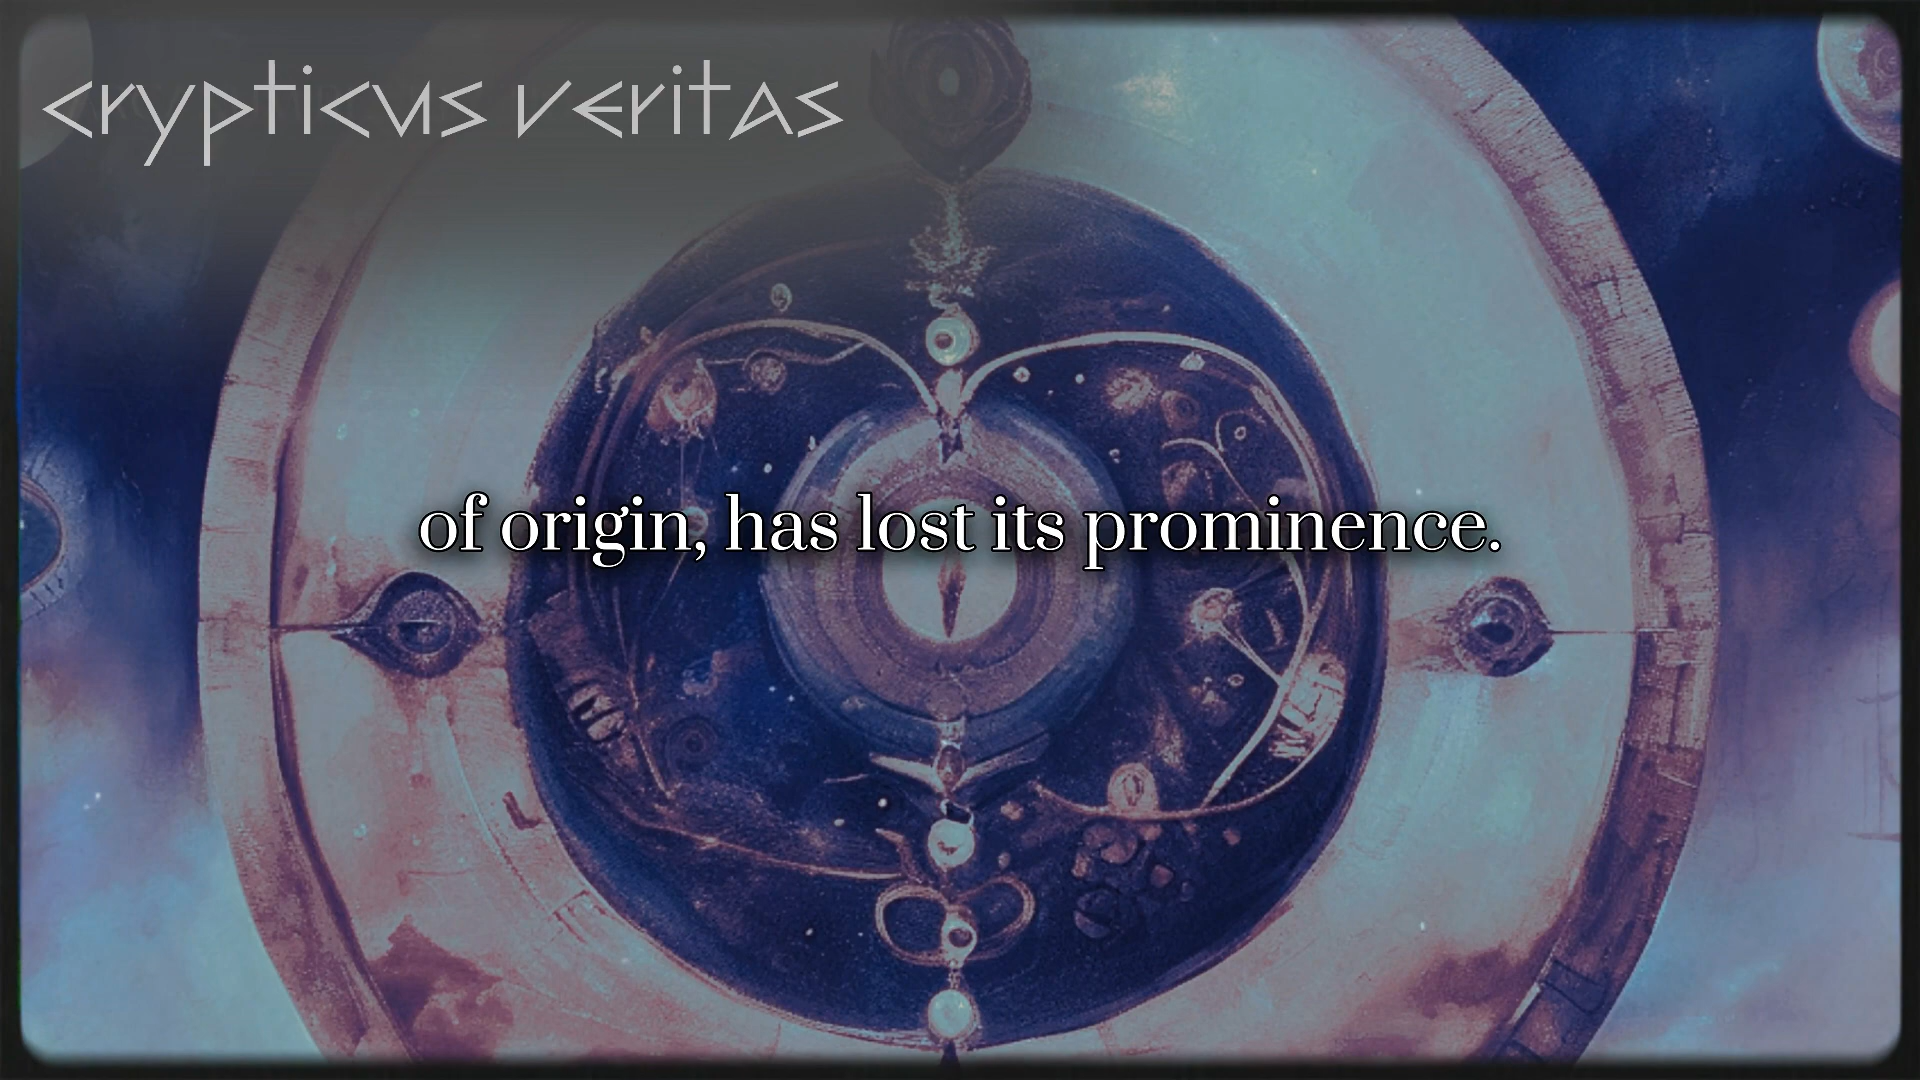 crypticus veritas
of origin, has lost its prominence.